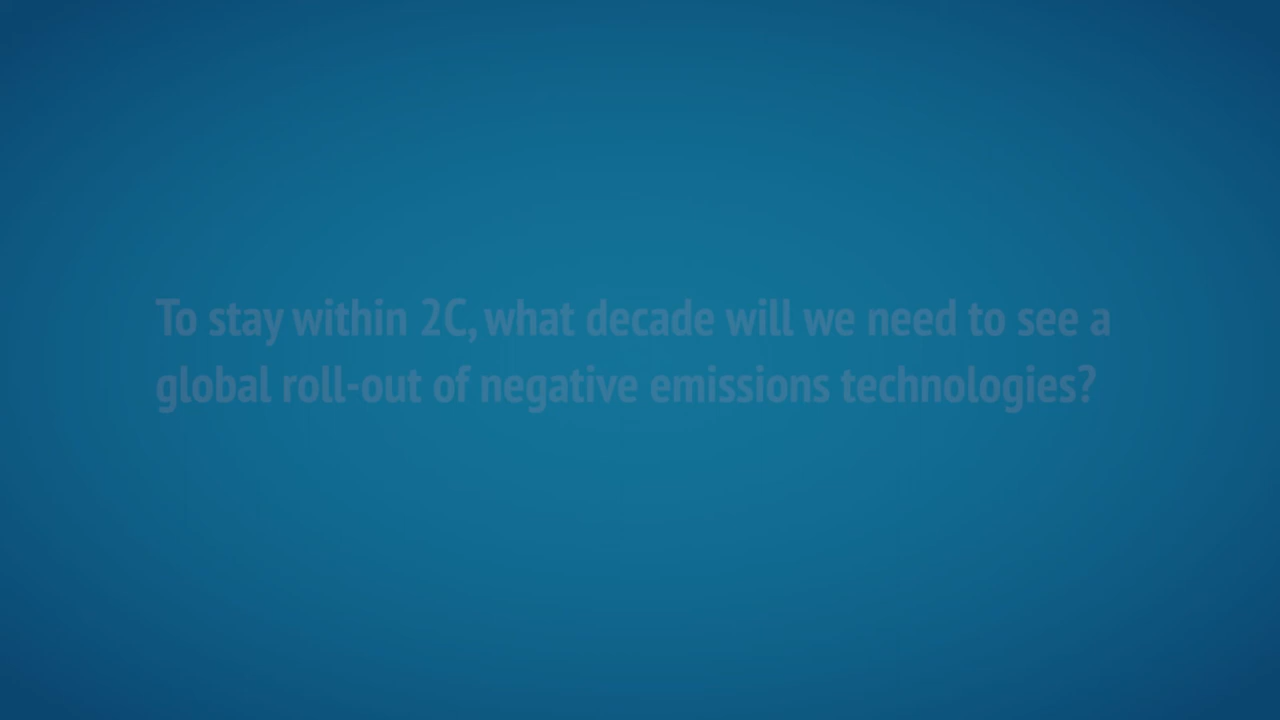 To stay within 2C, what decade will we need to see a
global roll-out of negative emissions technologies?